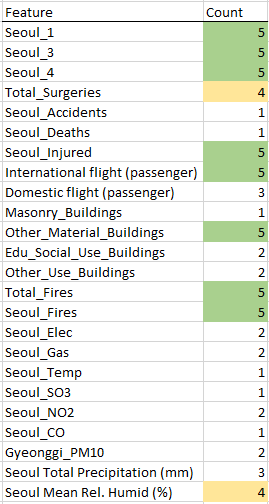 Feature Count
Seoul_1 5
Seoul_3 5
Seoul_4 5
Total_Surgeries 4
Seoul_Accidents 1
Seoul_Deaths 1
Seoul_Injured 5
International flight (passenger) 5
Domestic flight (passenger) 3
Masonry_Buildings 1
Other_Material_Buildings 5
Edu_Social_Use_Buildings 2
Other_Use_Buildings 2
Total_Fires 5
Seoul_Fires 5
Seoul_Elec 2
Seoul_Gas 2
Seoul_Temp 1
Seoul_SO3 1
Seoul_NO2 2
Seoul_CO 1
Gyeonggi_PM10 2
Seoul Total Precipitation (mm) 3
Seoul Mean Rel. Humid (%) 4